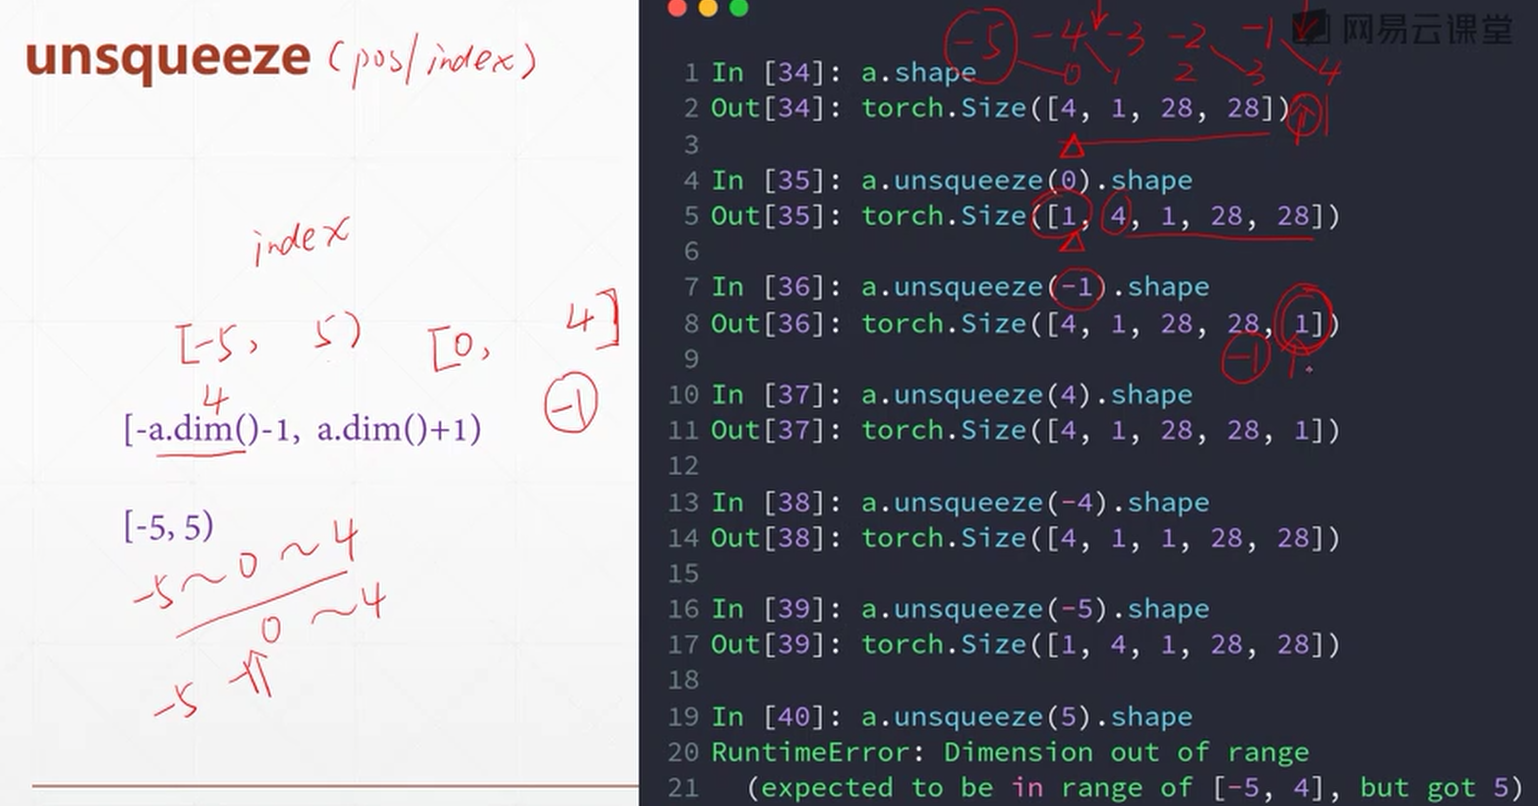 unsqueeze (pos/index)
index
[-5, 5) [0, 4]
4
-1
[-a.dim()-1, a.dim()+1)
[-5, 5)
-5 ~ 0 ~ 4
0 ~ 4
-5
网易云课堂
-5 -4 -3 -2 -1
0 1 2 3 4
1 In [34]: a.shape
2 Out[34]: torch.Size([4, 1, 28, 28])
3
4 In [35]: a.unsqueeze(0).shape
5 Out[35]: torch.Size([1, 4, 1, 28, 28])
6
7 In [36]: a.unsqueeze(-1).shape
8 Out[36]: torch.Size([4, 1, 28, 28, 1])
9
-1
10 In [37]: a.unsqueeze(4).shape
11 Out[37]: torch.Size([4, 1, 28, 28, 1])
12
13 In [38]: a.unsqueeze(-4).shape
14 Out[38]: torch.Size([4, 1, 1, 28, 28])
15
16 In [39]: a.unsqueeze(-5).shape
17 Out[39]: torch.Size([1, 4, 1, 28, 28])
18
19 In [40]: a.unsqueeze(5).shape
20 RuntimeError: Dimension out of range
21 (expected to be in range of [-5, 4], but got 5)